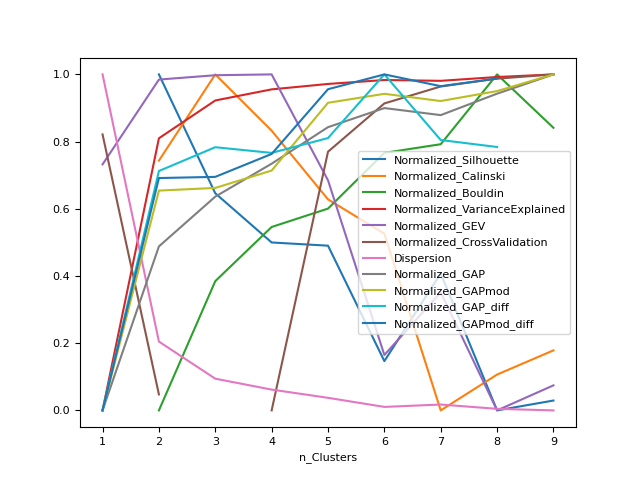 1.0
0.8
0.6
0.4
0.2
0.0
Normalized_Silhouette
Normalized_Calinski
Normalized_Bouldin
Normalized_VarianceExplained
Normalized_GEV
Normalized_CrossValidation
Dispersion
Normalized_GAP
Normalized_GAPmod
Normalized_GAP_diff
Normalized_GAPmod_diff
1 2 3 4 5 6 7 8 9
n_Clusters